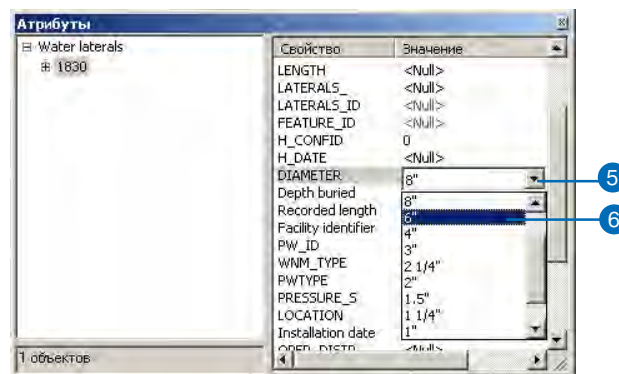 Атрибуты
Water laterals
1830
Свойство Значение
LENGTH <Null>
LATERALS_ <Null>
LATERALS_ID <Null>
FEATURE_ID <Null>
H_CONFID 0
H_DATE <Null>
DIAMETER 8"
5
Depth buried
8"
Recorded length
6"
6
Facility identifier
4"
PW_ID
3"
WNM_TYPE
2 1/4"
PWTYPE
2"
PRESSURE_S
1.5"
LOCATION
1 1/4"
Installation date
1"
OPER_DISTR <Null>
1 объектов